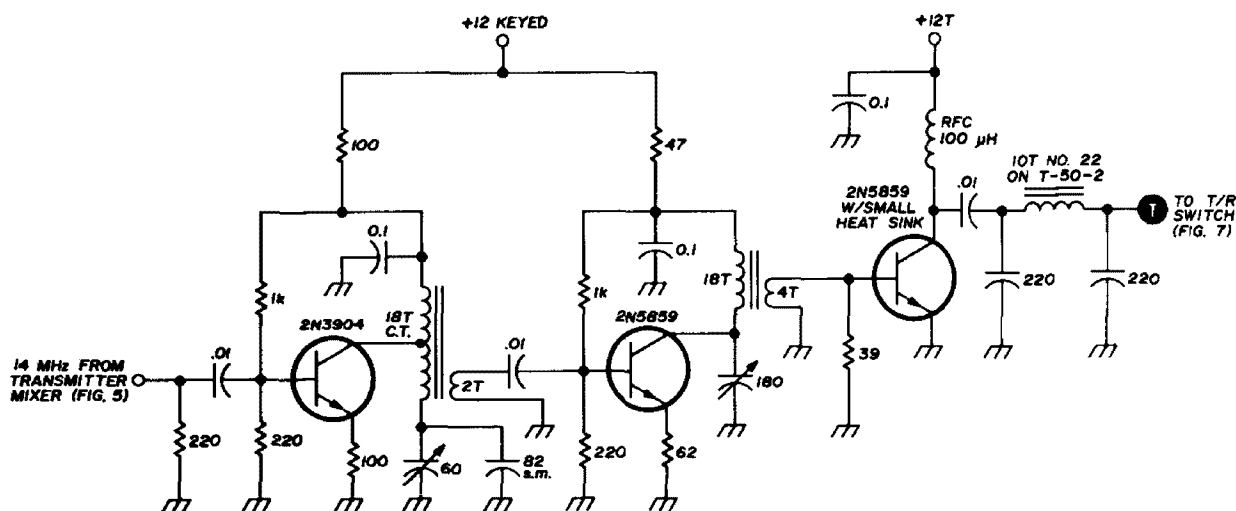 +12 KEYED
+12T
0.1
RFC
100 µH
100
47
10T NO. 22
ON T-50-2
2N5859
W/SMALL
HEAT SINK
.01
T
TO T/R
SWITCH
(FIG. 7)
0.1
0.1
1k
1k
18T
4T
220
220
2N3904
18T
C.T.
2N5859
.01
.01
14 MHz FROM
TRANSMITTER
MIXER (FIG. 5)
2T
180
39
220
220
100
60
82
s.m.
220
62